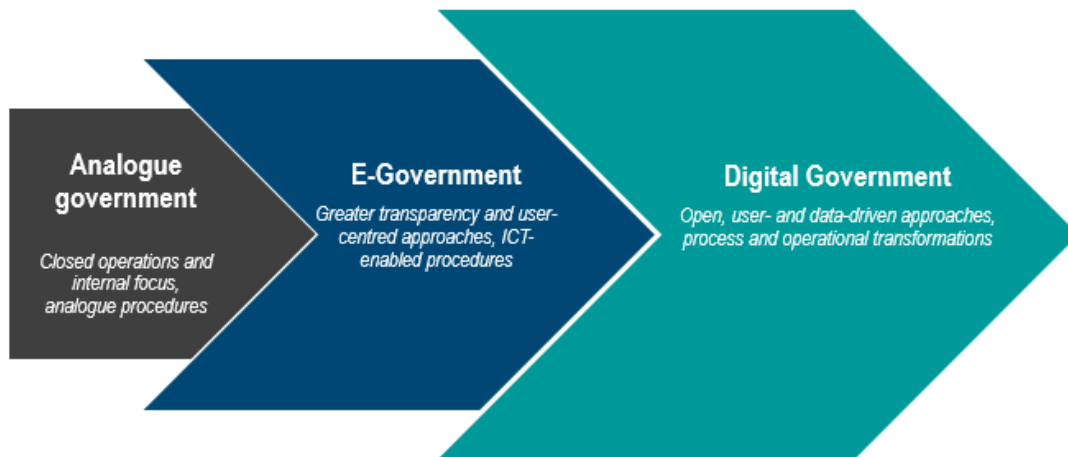 Analogue
government
Closed operations and
internal focus,
analogue procedures
E-Government
Greater transparency and user-
centred approaches, ICT-
enabled procedures
Digital Government
Open, user- and data-driven approaches,
process and operational transformations